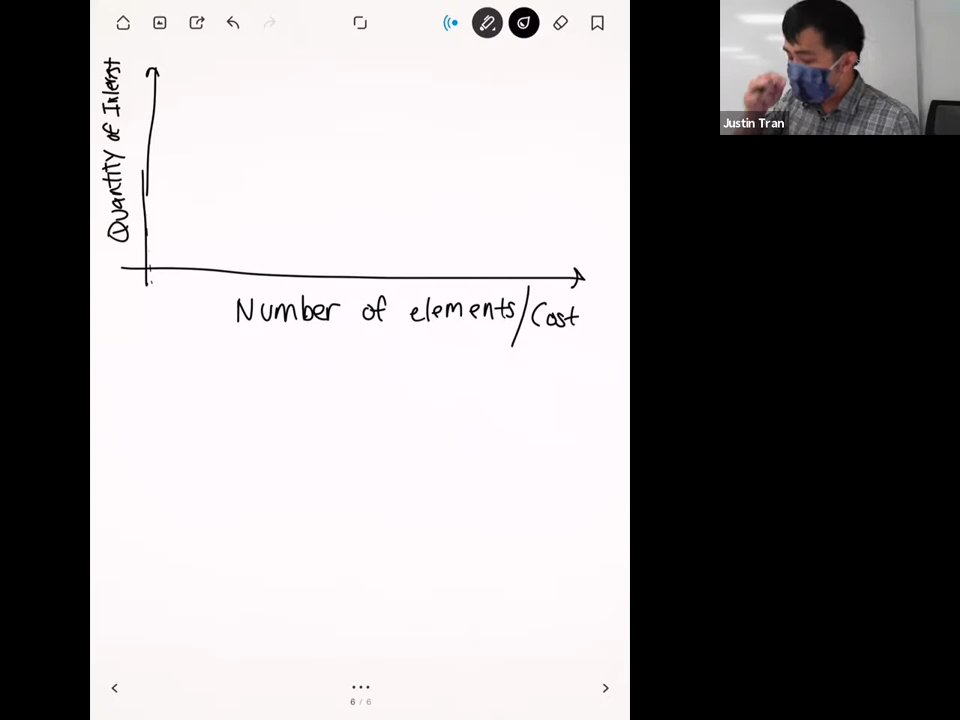 Quantity of Interest
Number of elements/Cost
Justin Tran
6 / 6